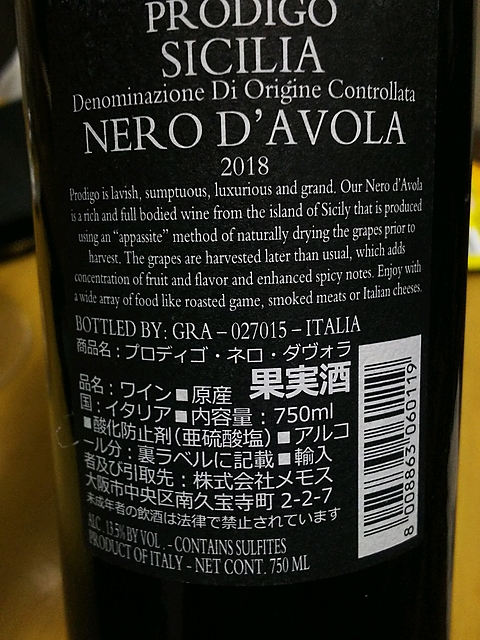 PRODIGO
SICILIA
Denominazione Di Origine Controllata
NERO D'AVOLA
2018
Prodigo is lavish, sumptuous, luxurious and grand. Our Nero d'Avola
is a rich and full bodied wine from the island of Sicily that is produced
using an "appassite" method of naturally drying the grapes prior to
harvest. The grapes are harvested later than usual, which adds
concentration of fruit and flavor and enhanced spicy notes. Enjoy with
a wide array of food like roasted game, smoked meats or Italian cheeses.
BOTTLED BY: GRA – 027015 – ITALIA
商品名：プロディゴ・ネロ・ダヴォラ
品名：ワイン■原産 果実酒
国：イタリア■内容量：750ml
■酸化防止剤（亜硫酸塩）■アルコ
ール分：裏ラベルに記載■輸入
者及び引取先：株式会社メモス
大阪市中央区南久宝寺町 2-2-7
未成年者の飲酒は法律で禁止されています
ALC. 13.5% BY VOL. - CONTAINS SULFITES
PRODUCT OF ITALY - NET CONT. 750 ML
8 008863 060119